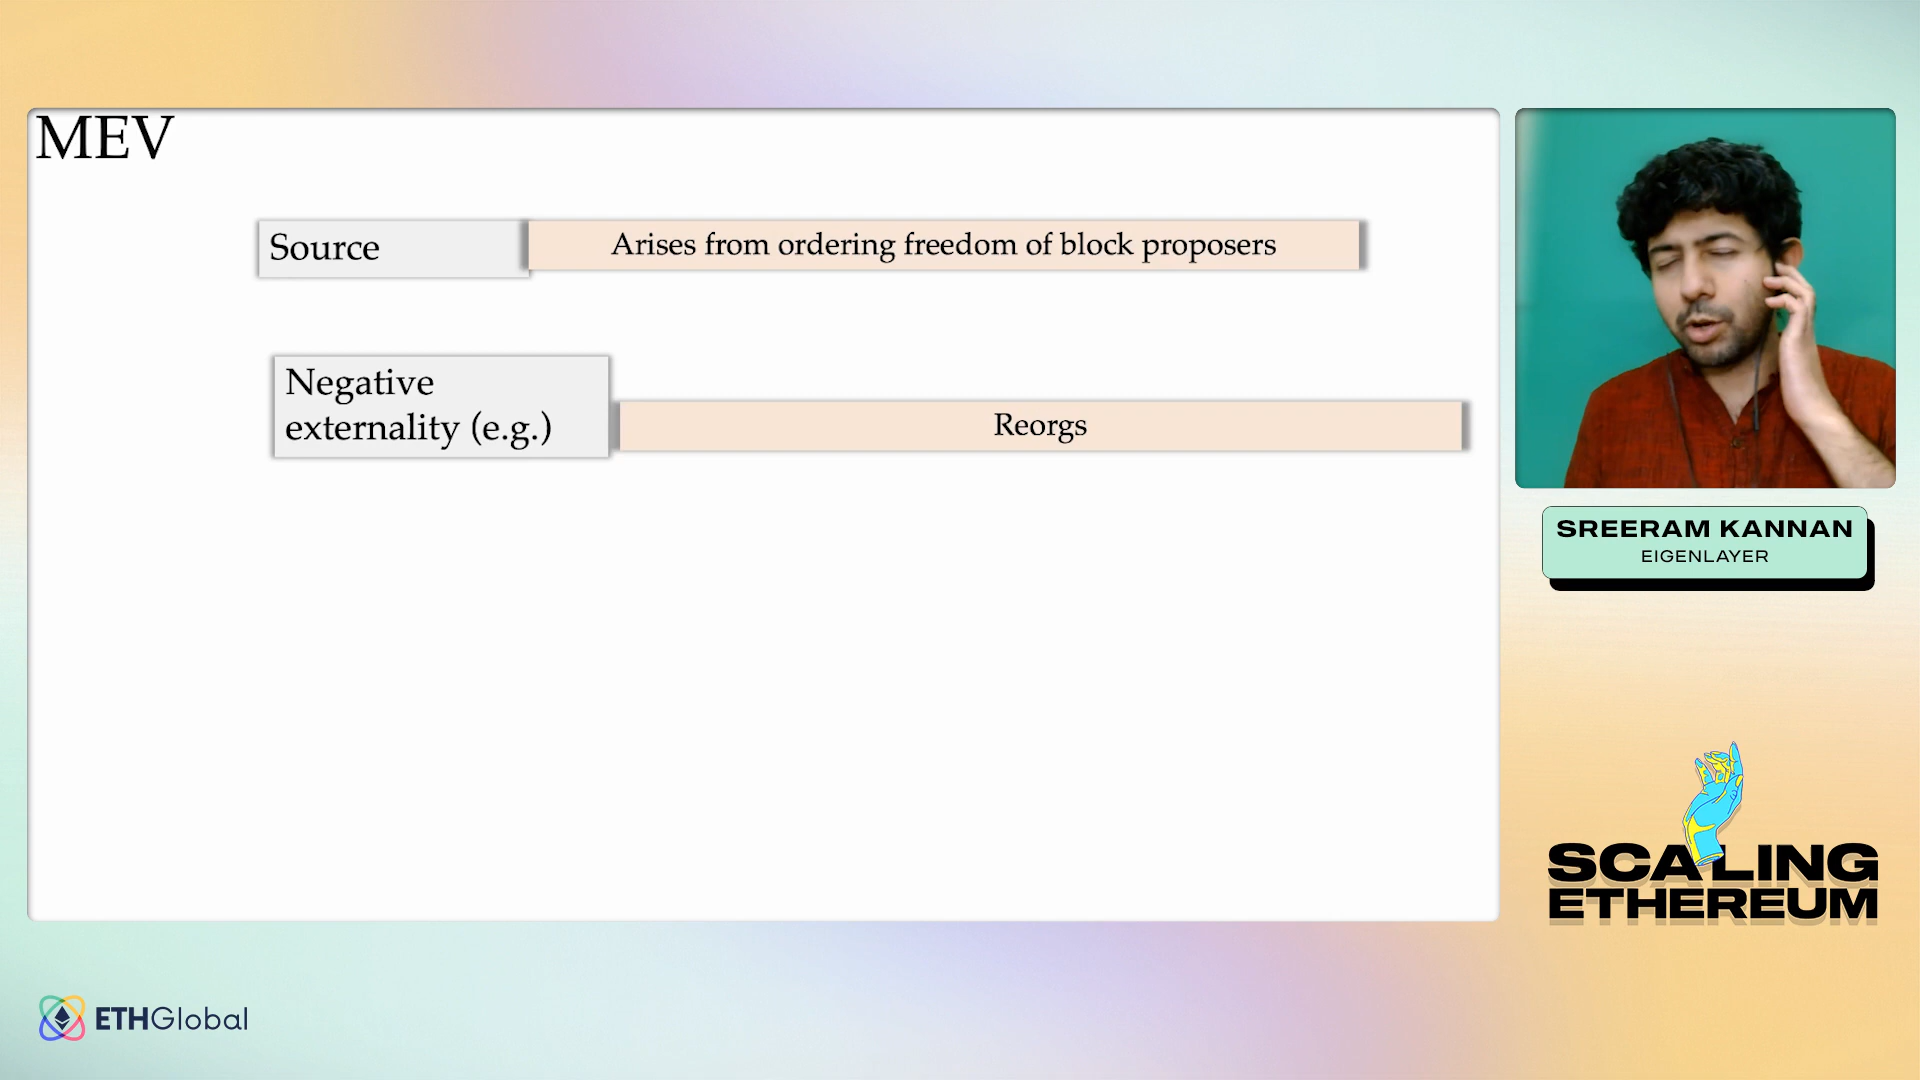 MEV
Source
Arises from ordering freedom of block proposers
Negative
externality (e.g.)
Reorgs
SREERAM KANNAN
EIGENLAYER
SCALING
ETHEREUM
ETHGlobal